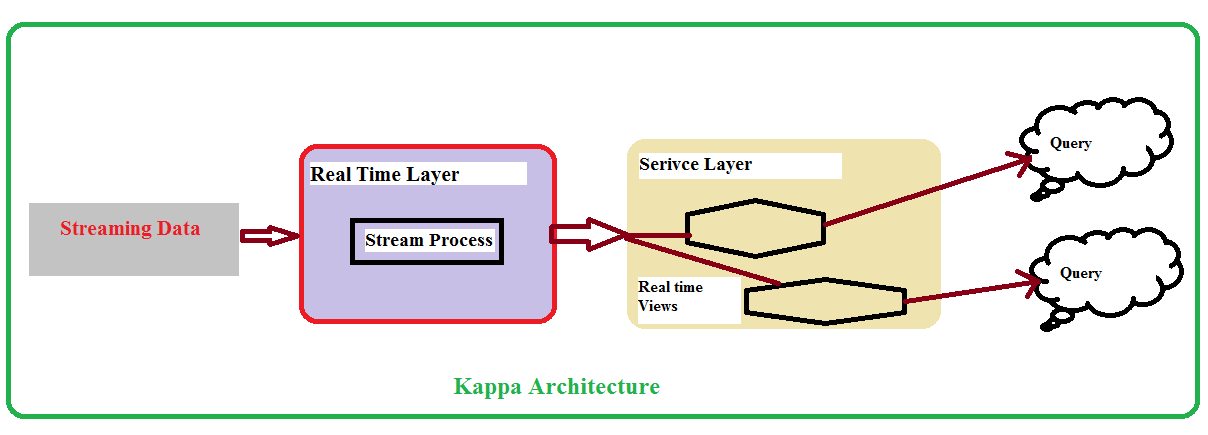 Streaming Data
Real Time Layer
Stream Process
Serivce Layer
Real time
Views
Query
Query
Kappa Architecture